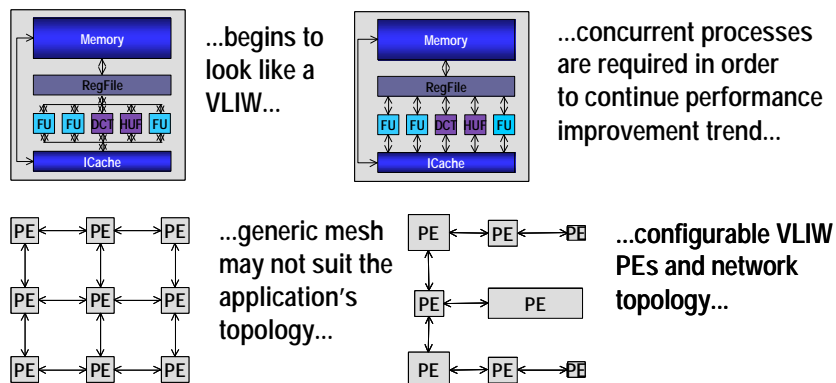 Memory
RegFile
FU FU DCT HUF FU
ICache
...begins to
look like a
VLIW...
Memory
RegFile
FU FU DCT HUF FU
ICache
...concurrent processes
are required in order
to continue performance
improvement trend...
PE PE PE
PE PE PE
PE PE PE
...generic mesh
may not suit the
application's
topology...
PE PE PE
PE PE
PE PE PE
...configurable VLIW
PEs and network
topology...